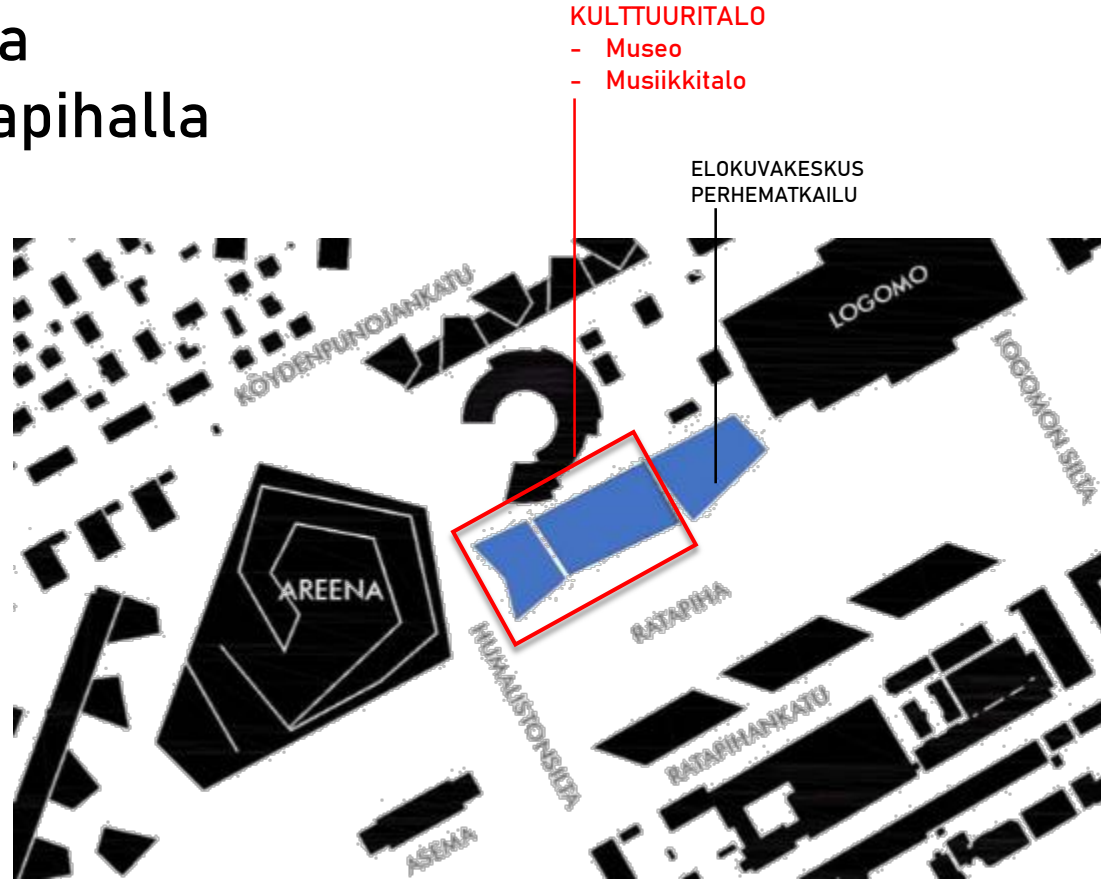 KULTTUURITALO
- Museo
- Musiikkitalo
a
apihalla
ELOKUVAKESKUS
PERHEMATKAILU
KÖYDENPUNOJANKATU
LOGOMO
LOGOMON SILTA
AREENA
RATAPIHA
HUMALISTONSILTA
RATAPIHANKATU
ASEMA